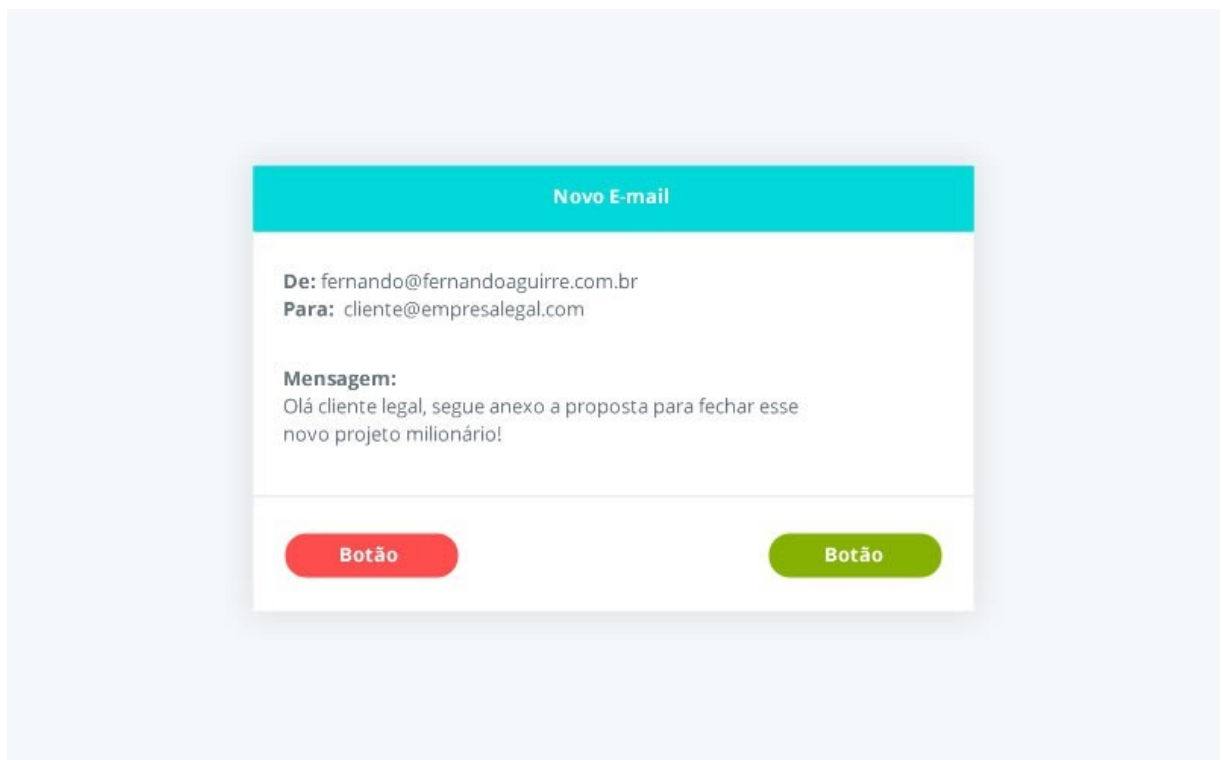 Novo E-mail
De: fernando@fernandoaguirre.com.br
Para: cliente@empresalegal.com
Mensagem:
Olá cliente legal, segue anexo a proposta para fechar esse
novo projeto milionário!
Botão
Botão